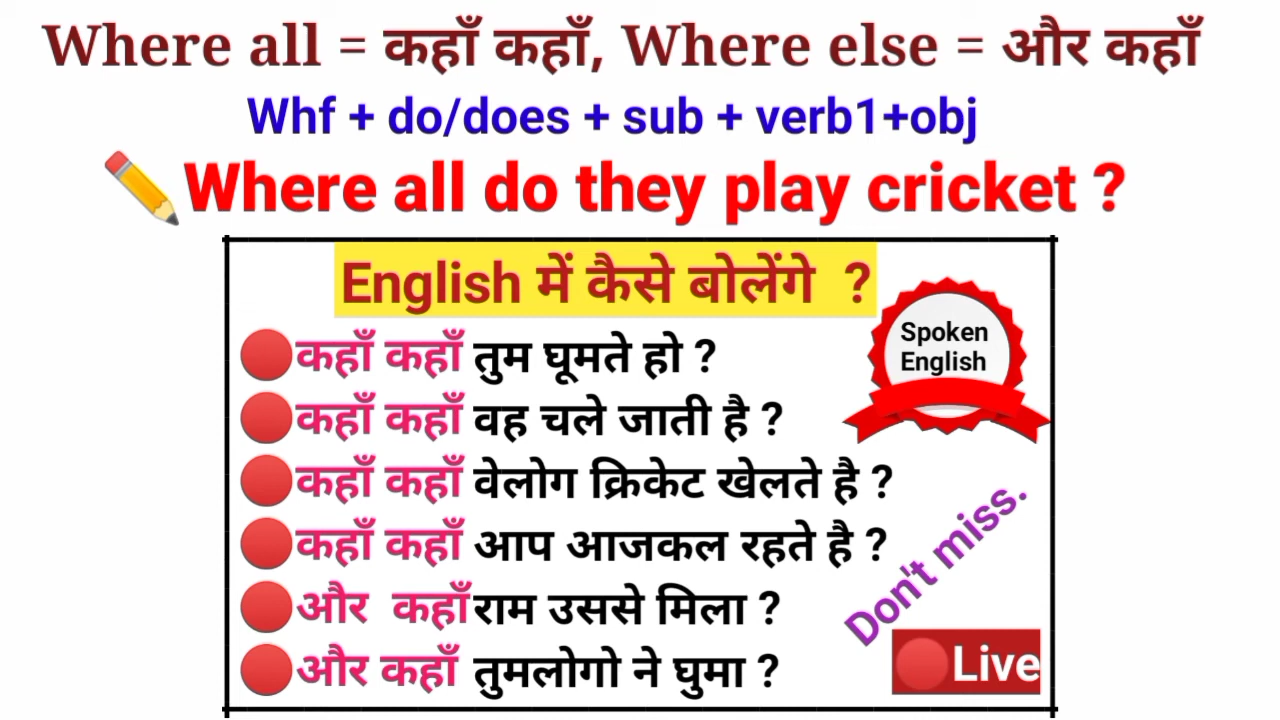 Where all = कहाँ कहाँ, Where else = और कहाँ
Whf + do/does + sub + verb1+obj
Where all do they play cricket ?
English में कैसे बोलेंगे ?
Spoken
English
कहाँ कहाँ तुम घूमते हो ?
कहाँ कहाँ वह चले जाती है ?
कहाँ कहाँ वेलोग क्रिकेट खेलते है ?
कहाँ कहाँ आप आजकल रहते है ?
और कहाँ राम उससे मिला ?
और कहाँ तुमलोगो ने घुमा ?
Don't miss.
Live